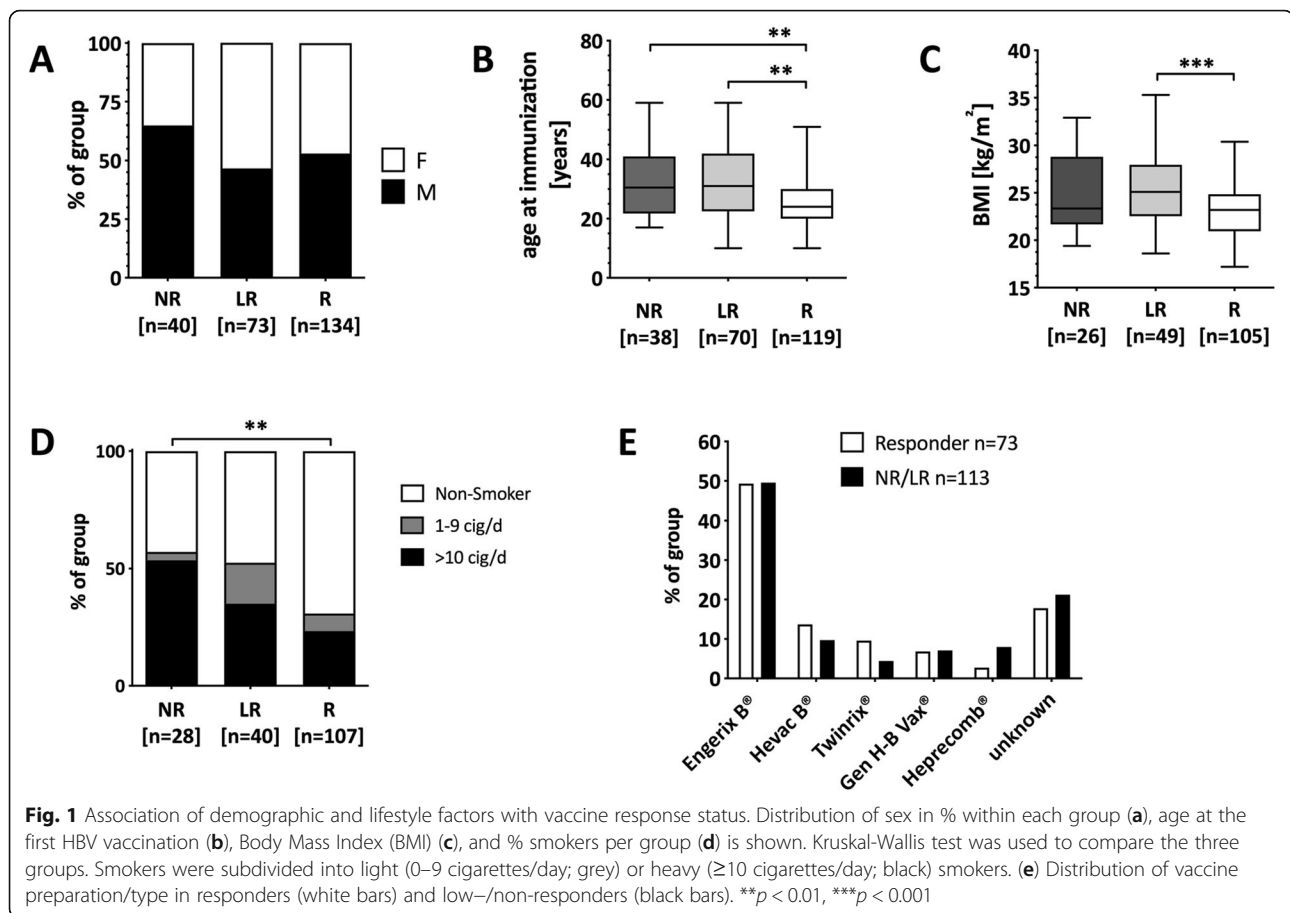 A
% of group
100
75
50
25
0
NR
[n=40]
LR
[n=73]
R
[n=134]
F
M
B
age at immunization
[years]
80
60
40
20
0
**
**
NR
[n=38]
LR
[n=70]
R
[n=119]
C
BMI [kg/m²]
40
35
30
25
20
15
***
NR
[n=26]
LR
[n=49]
R
[n=105]
D
% of group
100
50
0
**
NR
[n=28]
LR
[n=40]
R
[n=107]
Non-Smoker
1-9 cig/d
>10 cig/d
E
% of group
60
50
40
30
20
10
0
Responder n=73
NR/LR n=113
Engerix B®
Hevac B®
Twinrix®
Gen H-B Vax®
Heprecomb®
unknown
Fig. 1 Association of demographic and lifestyle factors with vaccine response status. Distribution of sex in % within each group (a), age at the
first HBV vaccination (b), Body Mass Index (BMI) (c), and % smokers per group (d) is shown. Kruskal-Wallis test was used to compare the three
groups. Smokers were subdivided into light (0–9 cigarettes/day; grey) or heavy (≥10 cigarettes/day; black) smokers. (e) Distribution of vaccine
preparation/type in responders (white bars) and low−/non-responders (black bars). **p < 0.01, ***p < 0.001